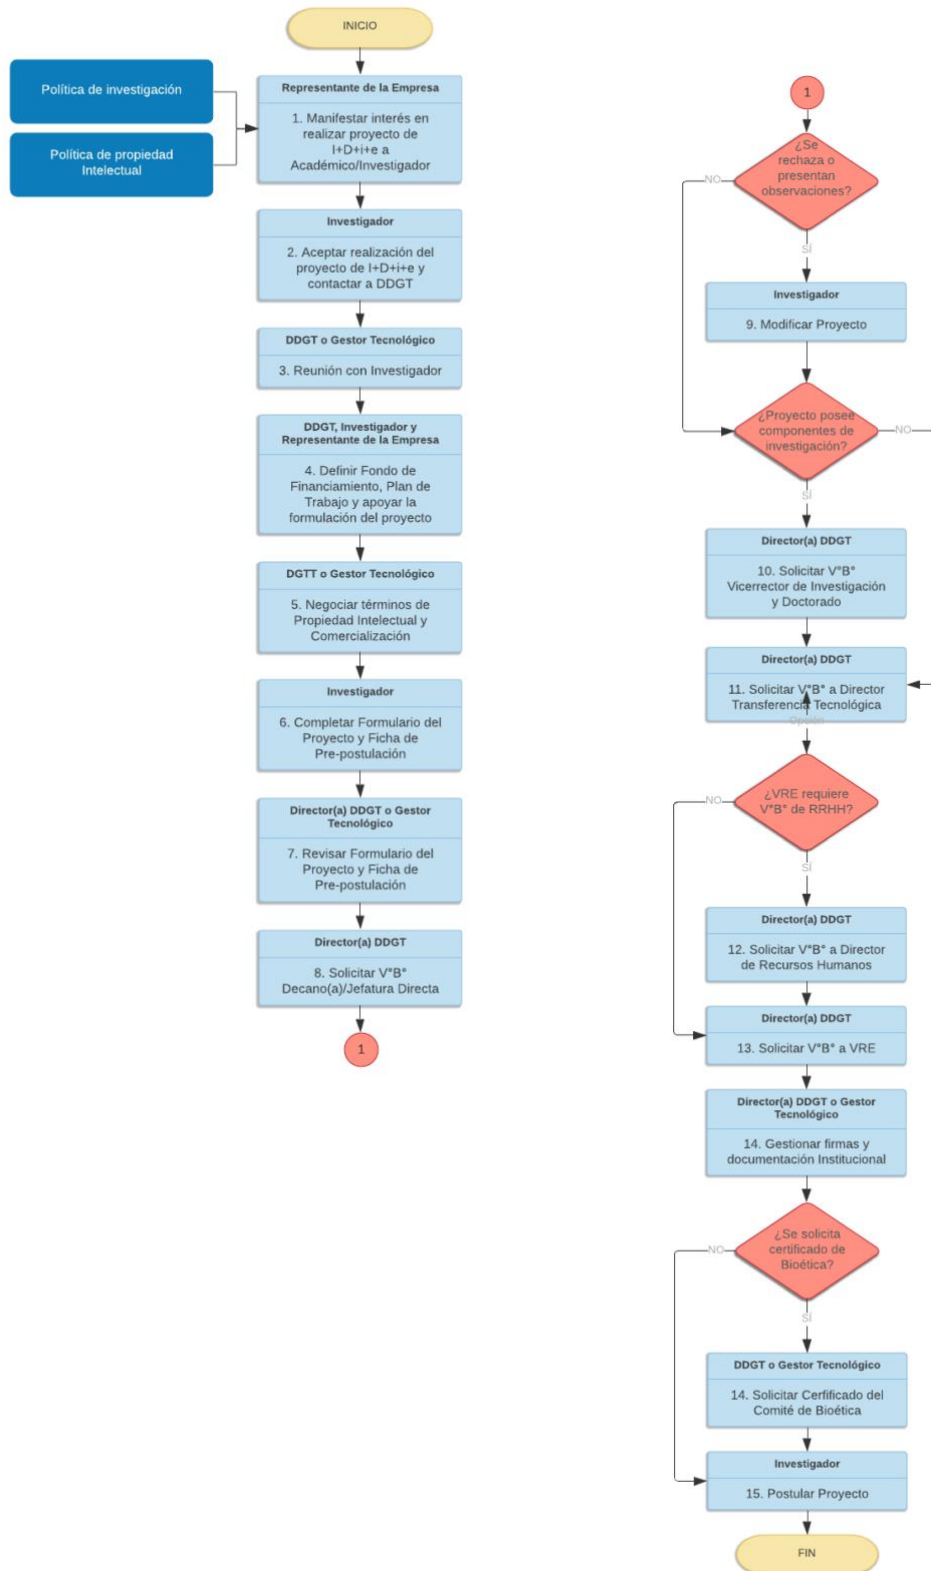 INICIO
Política de investigación
Política de propiedad
Intelectual
Representante de la Empresa
1. Manifestar interés en
realizar proyecto de
I+D+i+e a
Académico/Investigador
Investigador
2. Aceptar realización del
proyecto de I+D+i+e y
contactar a DDGT
DDGT o Gestor Tecnológico
3. Reunión con Investigador
DDGT, Investigador y
Representante de la Empresa
4. Definir Fondo de
Financiamiento, Plan de
Trabajo y apoyar la
formulación del proyecto
DGTT o Gestor Tecnológico
5. Negociar términos de
Propiedad Intelectual y
Comercialización
Investigador
6. Completar Formulario del
Proyecto y Ficha de
Pre-postulación
Director(a) DDGT o Gestor
Tecnológico
7. Revisar Formulario del
Proyecto y Ficha de
Pre-postulación
Director(a) DDGT
8. Solicitar V°B°
Decano(a)/Jefatura Directa
1
1
¿Se
rechaza o
presentan
observaciones?
NO
SÍ
Investigador
9. Modificar Proyecto
¿Proyecto posee
componentes de
investigación?
NO
SÍ
Director(a) DDGT
10. Solicitar V°B°
Vicerrector de Investigación
y Doctorado
Director(a) DDGT
11. Solicitar V°B° a Director
Transferencia Tecnológica
Opción
¿VRE requiere
V°B° de RRHH?
NO
SÍ
Director(a) DDGT
12. Solicitar V°B° a Director
de Recursos Humanos
Director(a) DDGT
13. Solicitar V°B° a VRE
Director(a) DDGT o Gestor
Tecnológico
14. Gestionar firmas y
documentación Institucional
¿Se solicita
certificado de
Bioética?
NO
SÍ
DDGT o Gestor Tecnológico
14. Solicitar Cerfificado del
Comité de Bioética
Investigador
15. Postular Proyecto
FIN